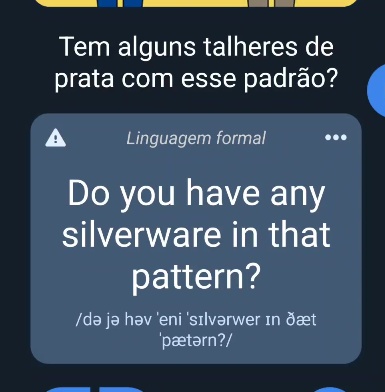 Tem alguns talheres de
prata com esse padrão?
Linguagem formal
Do you have any
silverware in that
pattern?
/də jə həv ˈeni ˈsɪlvərwer ɪn ðæt
ˈpætərn?/